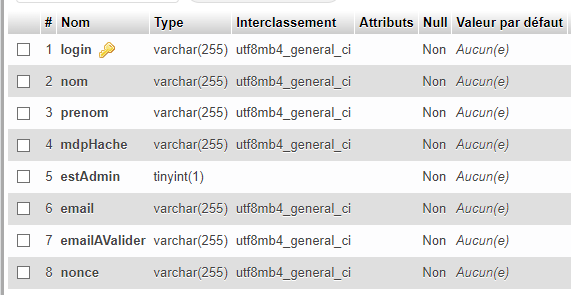 # Nom Type Interclassement Attributs Null Valeur par défaut
1 login varchar(255) utf8mb4_general_ci Non Aucun(e)
2 nom varchar(255) utf8mb4_general_ci Non Aucun(e)
3 prenom varchar(255) utf8mb4_general_ci Non Aucun(e)
4 mdpHache varchar(255) utf8mb4_general_ci Non Aucun(e)
5 estAdmin tinyint(1) Non Aucun(e)
6 email varchar(255) utf8mb4_general_ci Non Aucun(e)
7 emailAValider varchar(255) utf8mb4_general_ci Non Aucun(e)
8 nonce varchar(255) utf8mb4_general_ci Non Aucun(e)